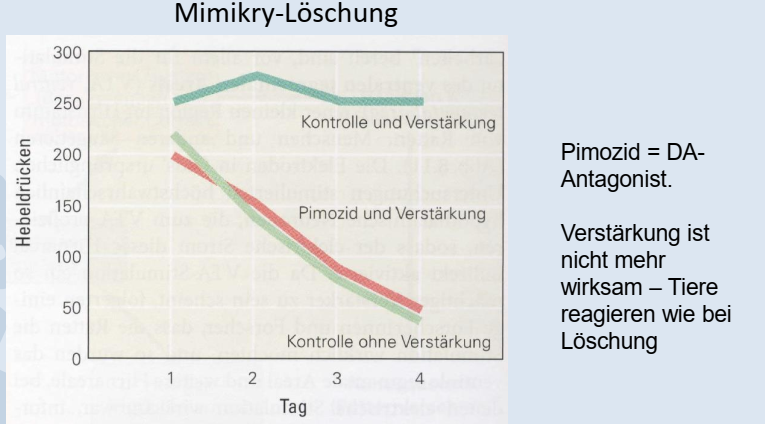 Mimikry-Löschung
300
250
200
150
100
50
0
Hebeldrücken
Kontrolle und Verstärkung
Pimozid und Verstärkung
Kontrolle ohne Verstärkung
1 2 3 4
Tag
Pimozid = DA-
Antagonist.
Verstärkung ist
nicht mehr
wirksam – Tiere
reagieren wie bei
Löschung